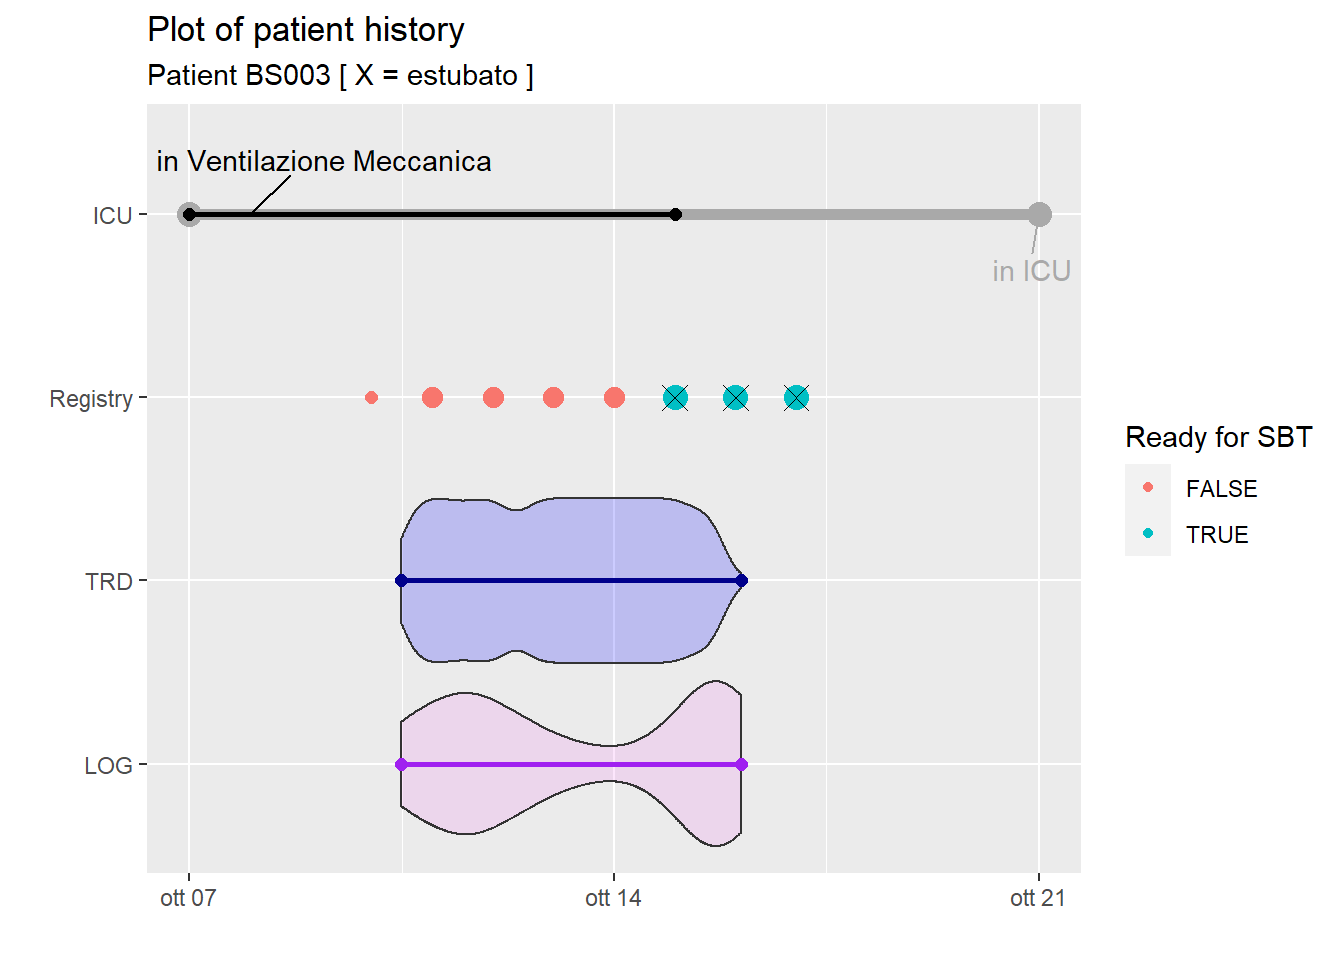 Plot of patient history
Patient BS003 [ X = estubato ]
in Ventilazione Meccanica
ICU
in ICU
Registry
Ready for SBT
FALSE
TRUE
TRD
LOG
ott 07
ott 14
ott 21